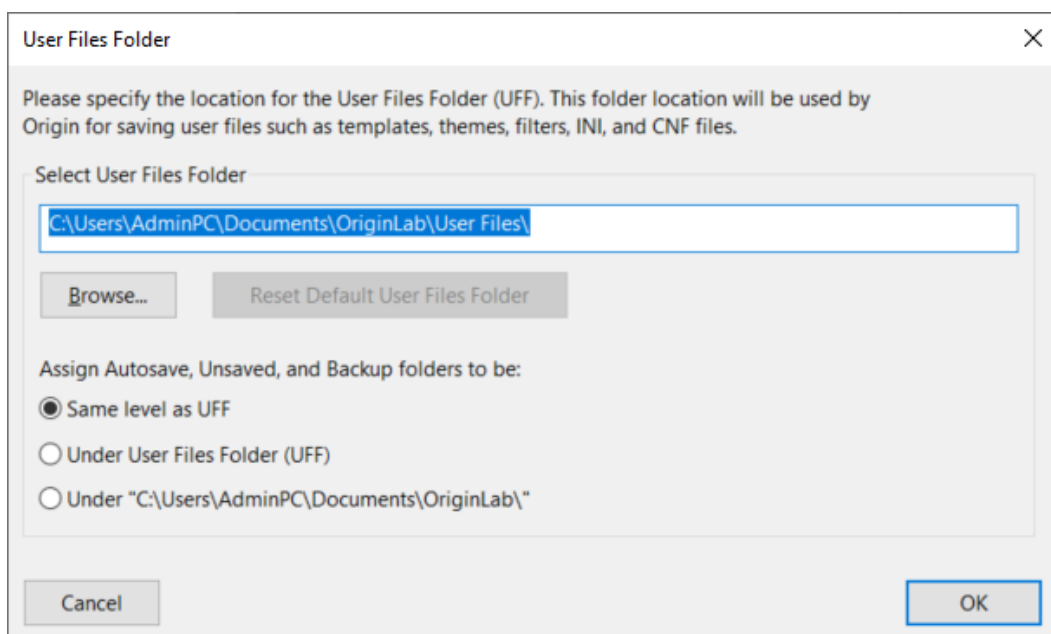 User Files Folder
Please specify the location for the User Files Folder (UFF). This folder location will be used by
Origin for saving user files such as templates, themes, filters, INI, and CNF files.
Select User Files Folder
C:\Users\AdminPC\Documents\OriginLab\User Files\
Browse... Reset Default User Files Folder
Assign Autosave, Unsaved, and Backup folders to be:
Same level as UFF
Under User Files Folder (UFF)
Under "C:\Users\AdminPC\Documents\OriginLab\"
Cancel OK